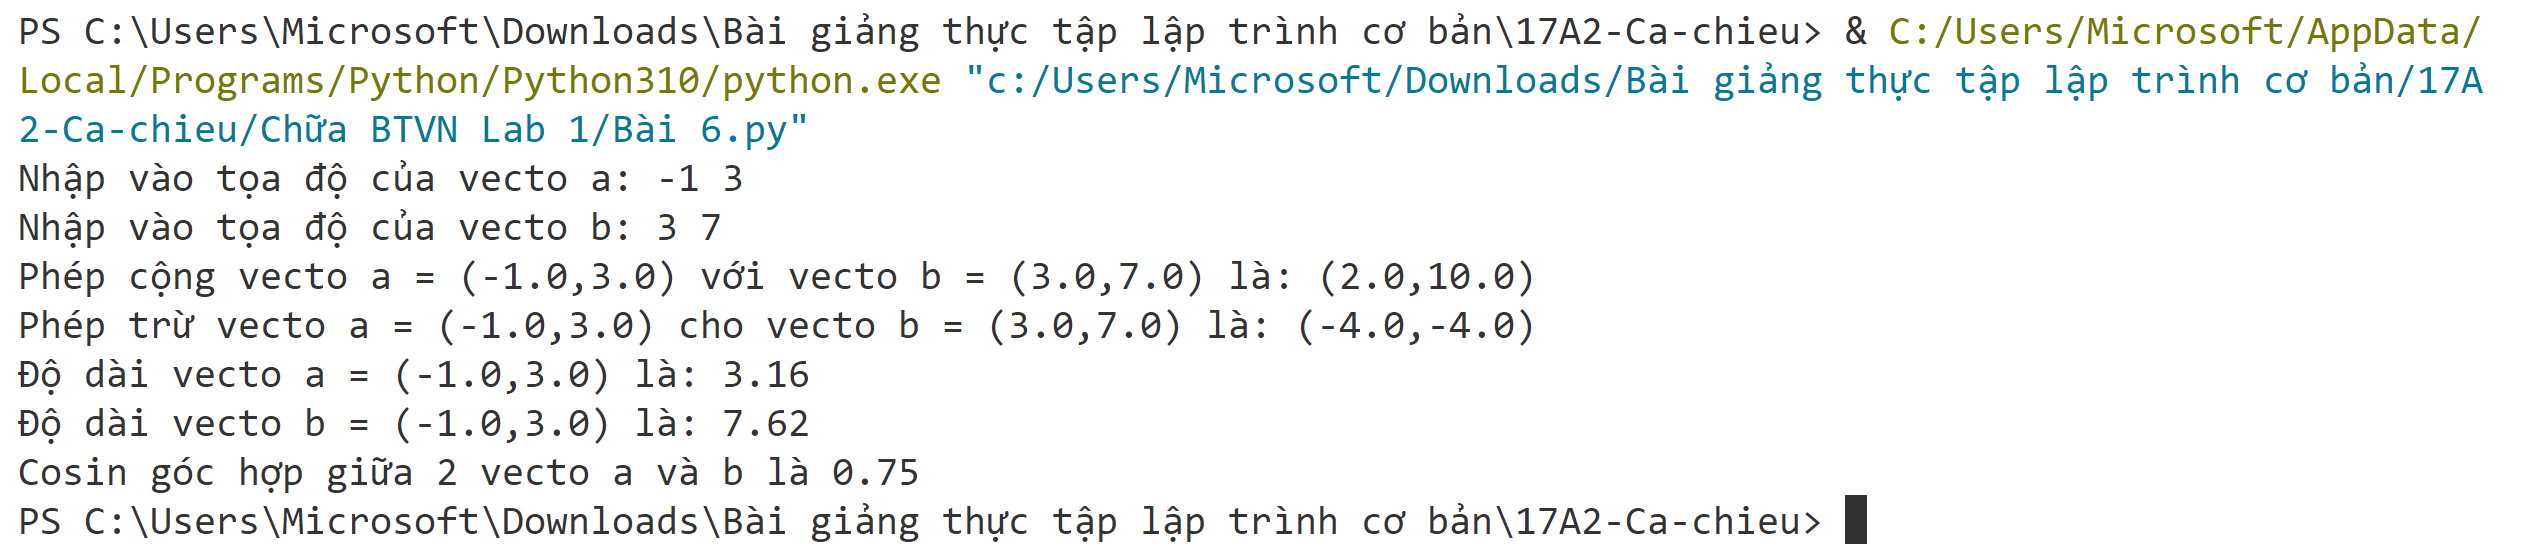 PS C:\Users\Microsoft\Downloads\Bài giảng thực tập lập trình cơ bản\17A2-Ca-chieu> & C:/Users/Microsoft/AppData/
Local/Programs/Python/Python310/python.exe "c:/Users/Microsoft/Downloads/Bài giảng thực tập lập trình cơ bản/17A
2-Ca-chieu/Chữa BTVN Lab 1/Bài 6.py"
Nhập vào tọa độ của vecto a: -1 3
Nhập vào tọa độ của vecto b: 3 7
Phép cộng vecto a = (-1.0,3.0) với vecto b = (3.0,7.0) là: (2.0,10.0)
Phép trừ vecto a = (-1.0,3.0) cho vecto b = (3.0,7.0) là: (-4.0,-4.0)
Độ dài vecto a = (-1.0,3.0) là: 3.16
Độ dài vecto b = (-1.0,3.0) là: 7.62
Cosin góc hợp giữa 2 vecto a và b là 0.75
PS C:\Users\Microsoft\Downloads\Bài giảng thực tập lập trình cơ bản\17A2-Ca-chieu>